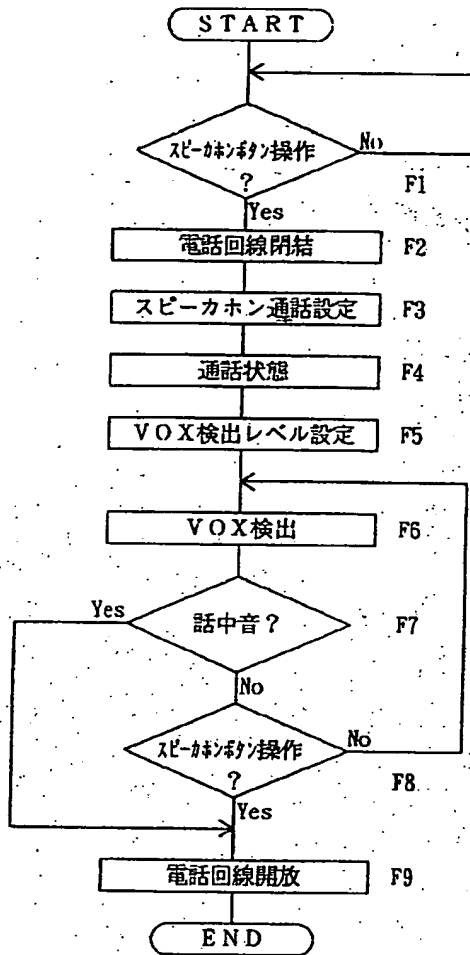 START
スピーカホンボタン操作
?
No
F1
Yes
電話回線閉結
F2
スピーカホン通話設定
F3
通話状態
F4
VOX検出レベル設定
F5
VOX検出
F6
Yes
話中音?
F7
No
スピーカホンボタン操作
?
No
F8
Yes
電話回線開放
F9
END